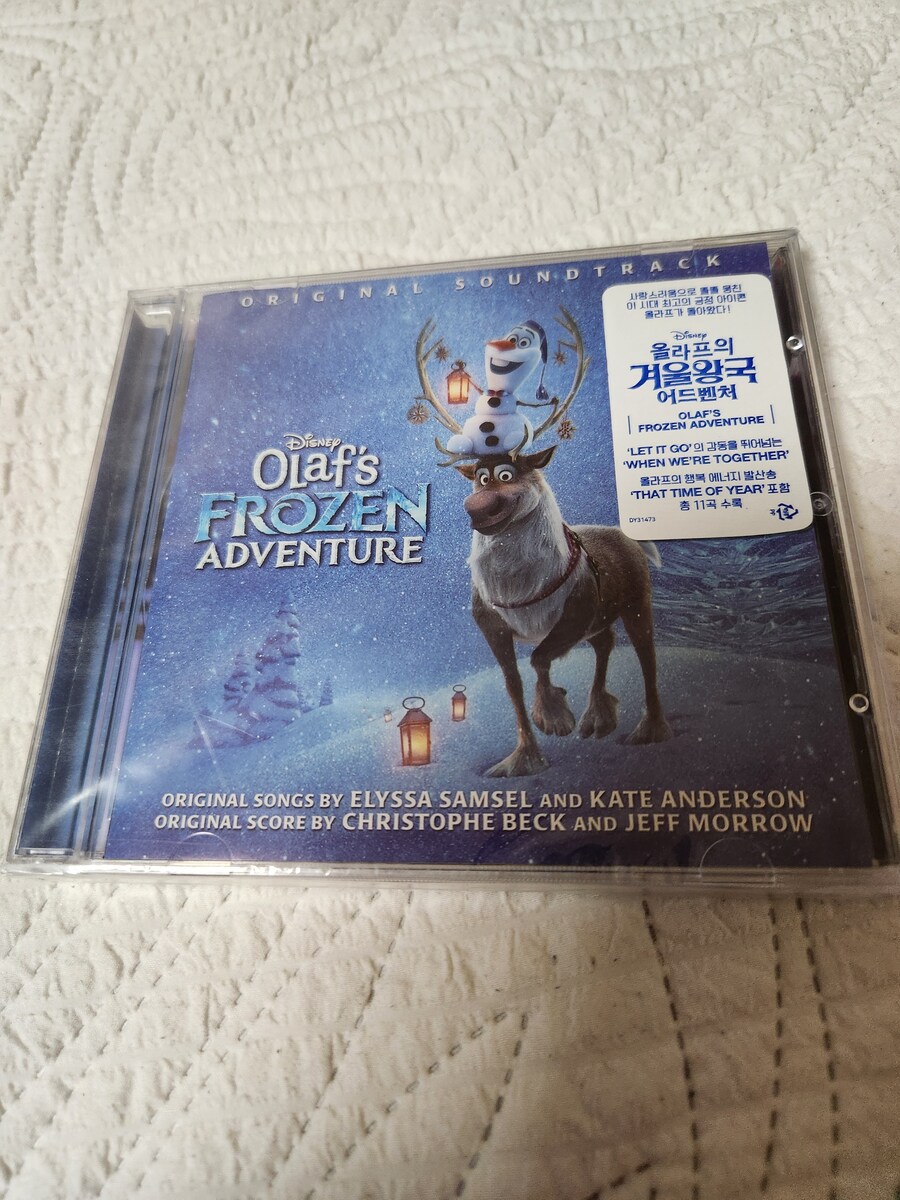 ORIGINAL SOUNDTRACK
사랑스러움으로 똘똘 뭉친
이 시대 최고의 긍정 아이콘
올라프가 돌아왔다!
Disney
올라프의
겨울왕국
어드벤처
OLAF'S
FROZEN ADVENTURE
'LET IT GO'의 감동을 뛰어넘는
'WHEN WE'RE TOGETHER'
올라프의 행복 에너지 발산송
'THAT TIME OF YEAR' 포함
총 11곡 수록
DY31473
Disney
OLAF'S
FROZEN
ADVENTURE
ORIGINAL SONGS BY ELYSSA SAMSEL AND KATE ANDERSON
ORIGINAL SCORE BY CHRISTOPHE BECK AND JEFF MORROW